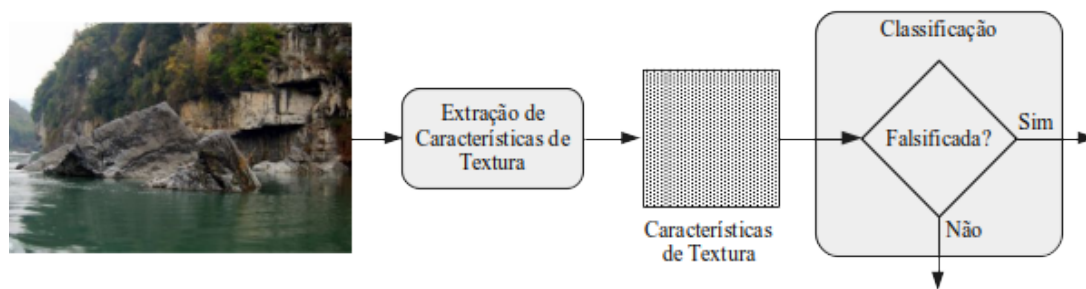 Extração de
Características de
Textura
Características
de Textura
Classificação
Falsificada?
Sim
Não